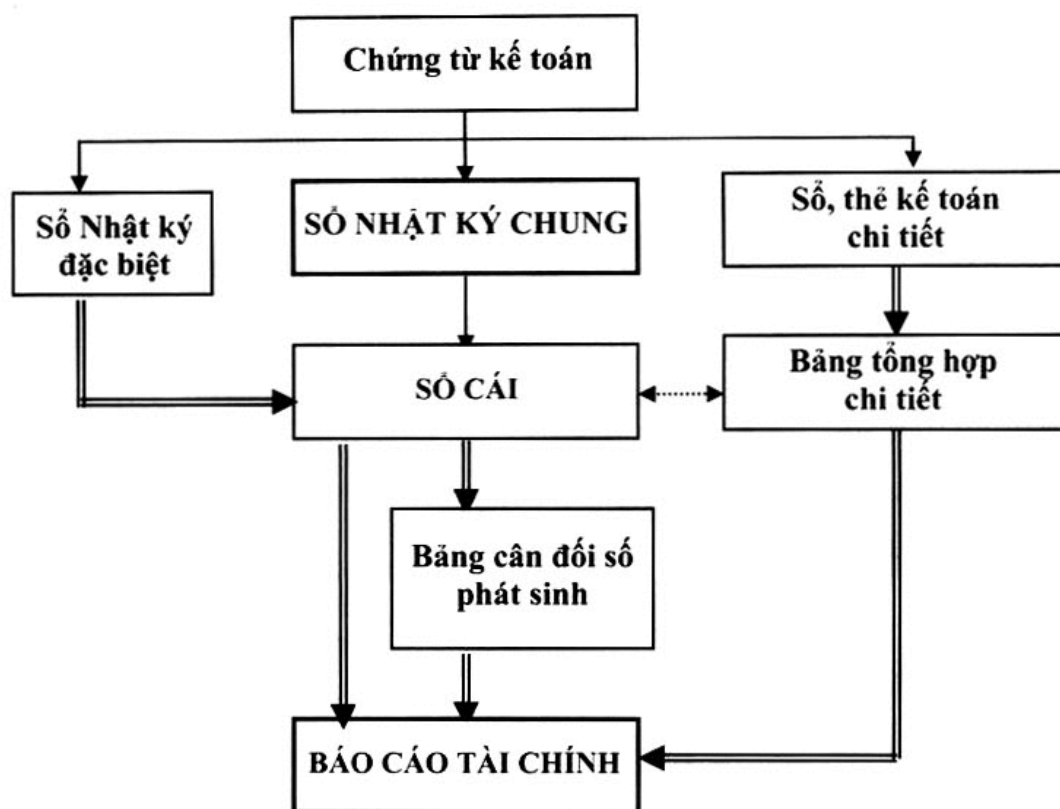 Chứng từ kế toán
Sổ Nhật ký
đặc biệt
SỔ NHẬT KÝ CHUNG
Sổ, thẻ kế toán
chi tiết
SỔ CÁI
Bảng tổng hợp
chi tiết
Bảng cân đối số
phát sinh
BÁO CÁO TÀI CHÍNH